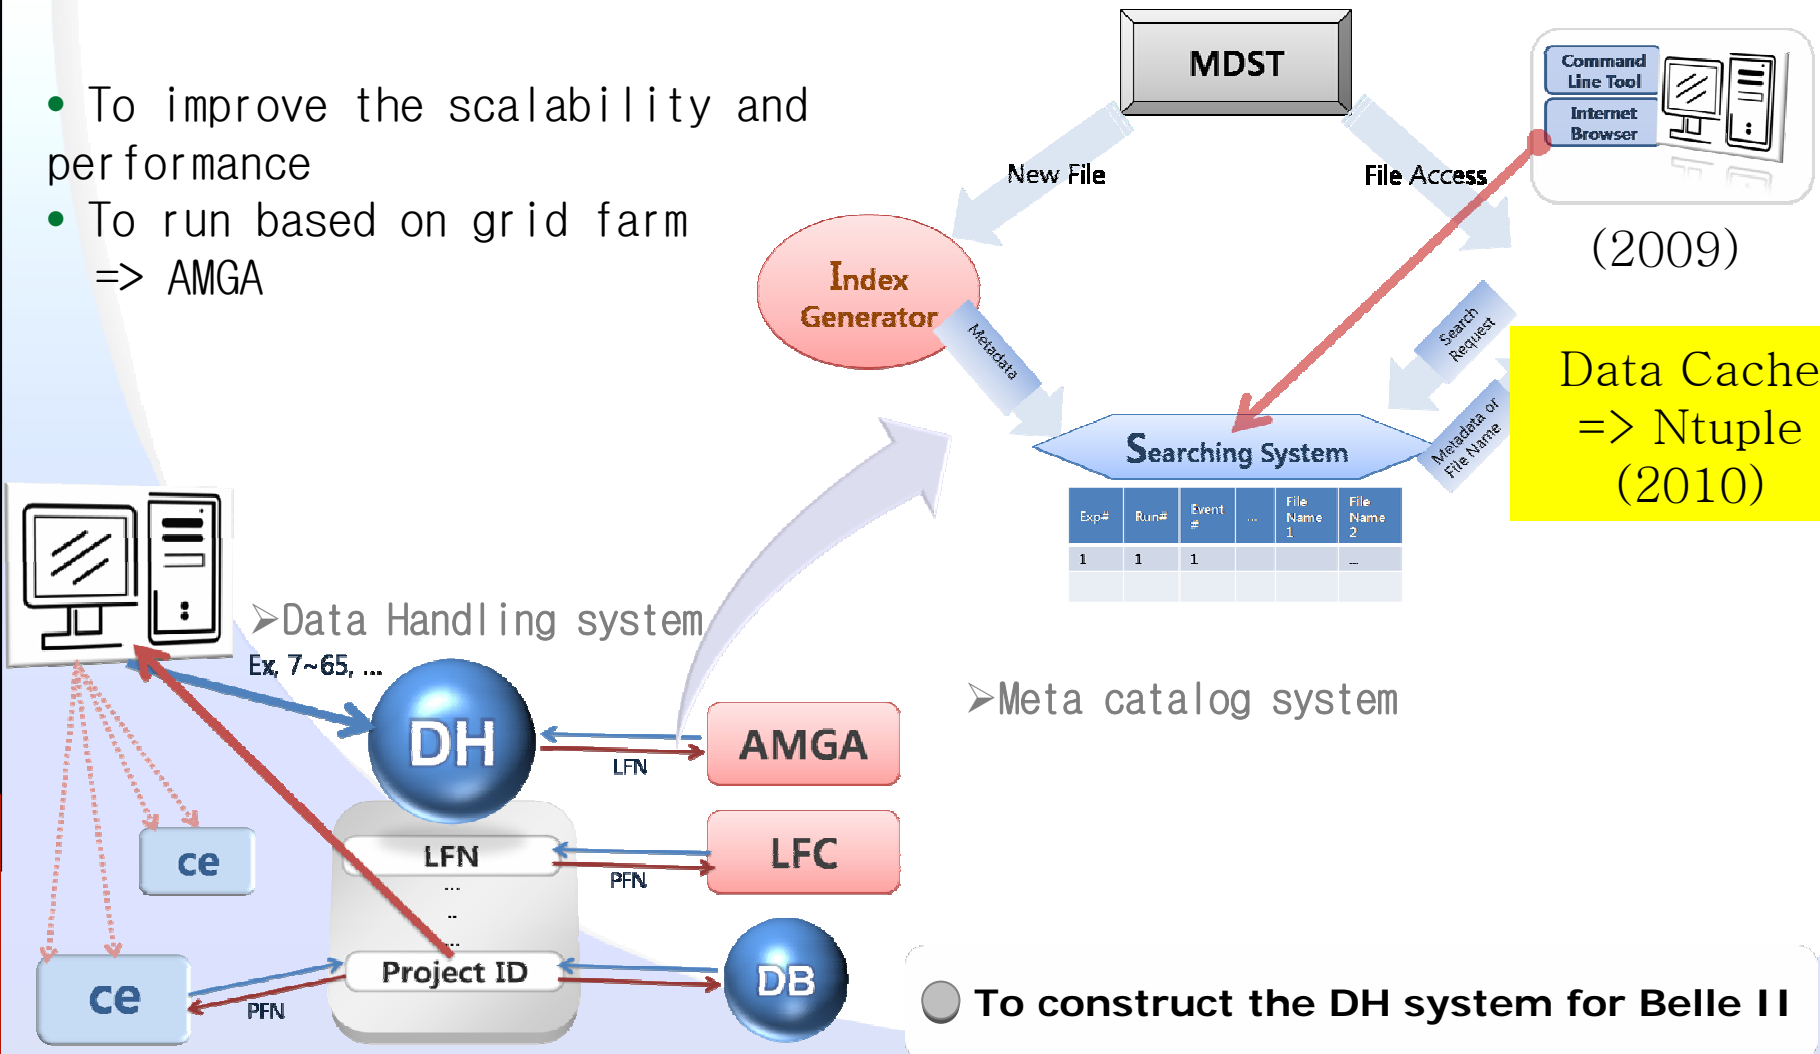 • To improve the scalability and
performance
• To run based on grid farm
=> AMGA
MDST
Command
Line Tool
Internet
Browser
New File
File Access
(2009)
Index
Generator
Metadata
Search
Request
Metadata or
File Name
Data Cache
=> Ntuple
(2010)
Searching System
Exp# Run# Event # ... File Name 1 File Name 2
1 1 1 ...
➢Data Handling system
Ex, 7~65, ...
➢Meta catalog system
DH
LFN
AMGA
LFN
PFN
LFC
...
..
...
ce
Project ID
DB
ce
PFN
To construct the DH system for Belle II